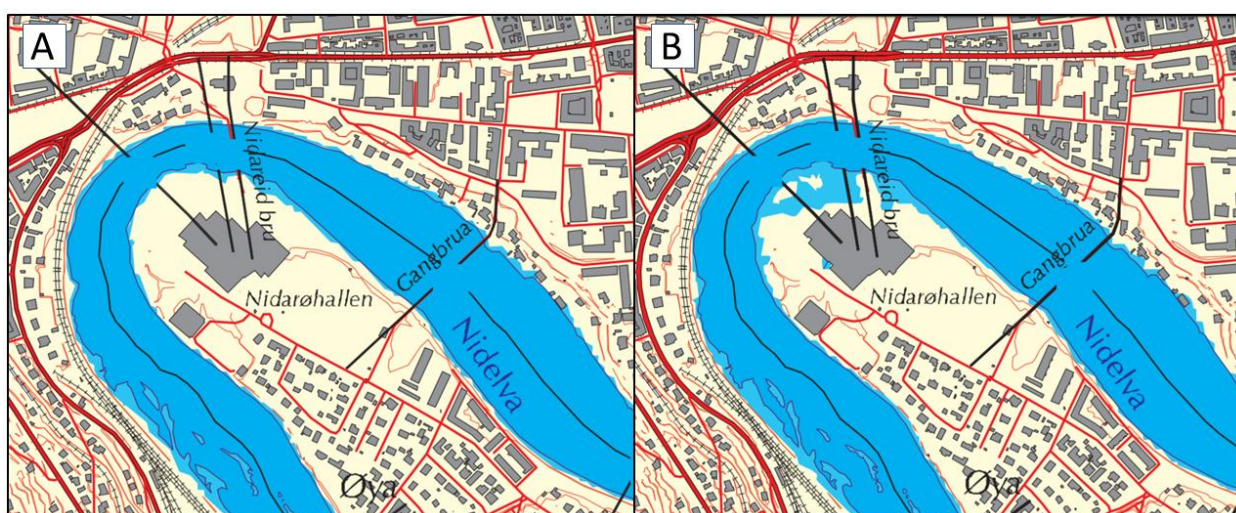 A
Nidareid bru
Gangbrua
Nidarøhallen
Nidelva
Øya
B
Nidareid bru
Gangbrua
Nidarøhallen
Nidelva
Øya